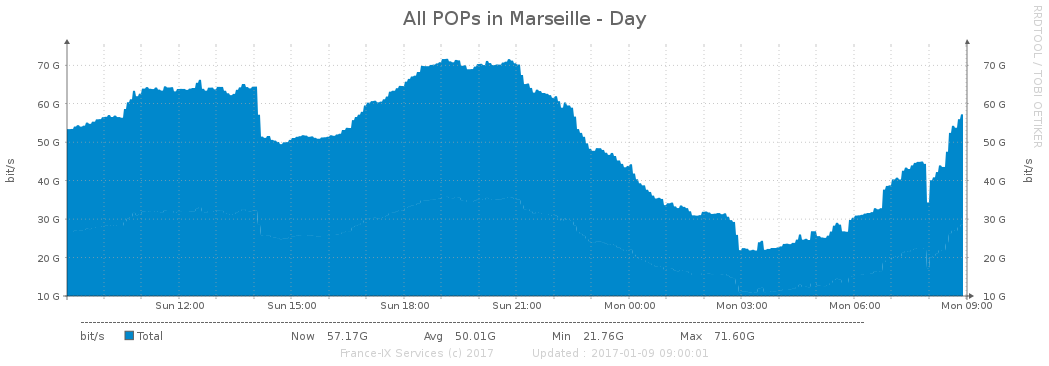 All POPs in Marseille - Day
RRDTOOL / TOBI OETIKER
70 G 70 G
60 G 60 G
50 G 50 G
40 G 40 G
30 G 30 G
20 G 20 G
10 G 10 G
bit/s bit/s
Sun 12:00 Sun 15:00 Sun 18:00 Sun 21:00 Mon 00:00 Mon 03:00 Mon 06:00 Mon 09:00
bit/s Total Now 57.17G Avg 50.01G Min 21.76G Max 71.60G
France-IX Services (c) 2017 Updated : 2017-01-09 09:00:01